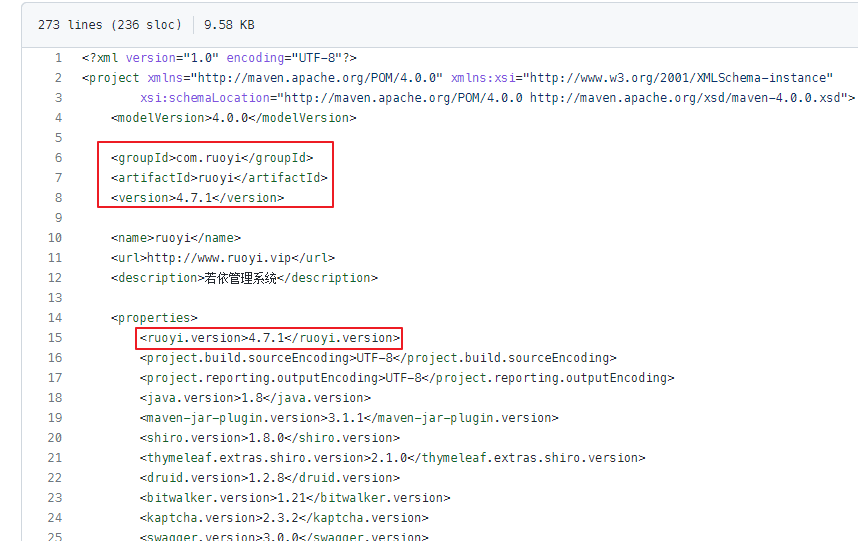 273 lines (236 sloc) 9.58 KB
1 <?xml version="1.0" encoding="UTF-8"?>
2 <project xmlns="http://maven.apache.org/POM/4.0.0" xmlns:xsi="http://www.w3.org/2001/XMLSchema-instance"
3 xsi:schemaLocation="http://maven.apache.org/POM/4.0.0 http://maven.apache.org/xsd/maven-4.0.0.xsd">
4 <modelVersion>4.0.0</modelVersion>
5
6 <groupId>com.ruoyi</groupId>
7 <artifactId>ruoyi</artifactId>
8 <version>4.7.1</version>
9
10 <name>ruoyi</name>
11 <url>http://www.ruoyi.vip</url>
12 <description>若依管理系统</description>
13
14 <properties>
15 <ruoyi.version>4.7.1</ruoyi.version>
16 <project.build.sourceEncoding>UTF-8</project.build.sourceEncoding>
17 <project.reporting.outputEncoding>UTF-8</project.reporting.outputEncoding>
18 <java.version>1.8</java.version>
19 <maven-jar-plugin.version>3.1.1</maven-jar-plugin.version>
20 <shiro.version>1.8.0</shiro.version>
21 <thymeleaf.extras.shiro.version>2.1.0</thymeleaf.extras.shiro.version>
22 <druid.version>1.2.8</druid.version>
23 <bitwalker.version>1.21</bitwalker.version>
24 <kaptcha.version>2.3.2</kaptcha.version>
25 <swagger.version>3.0.0</swagger.version>